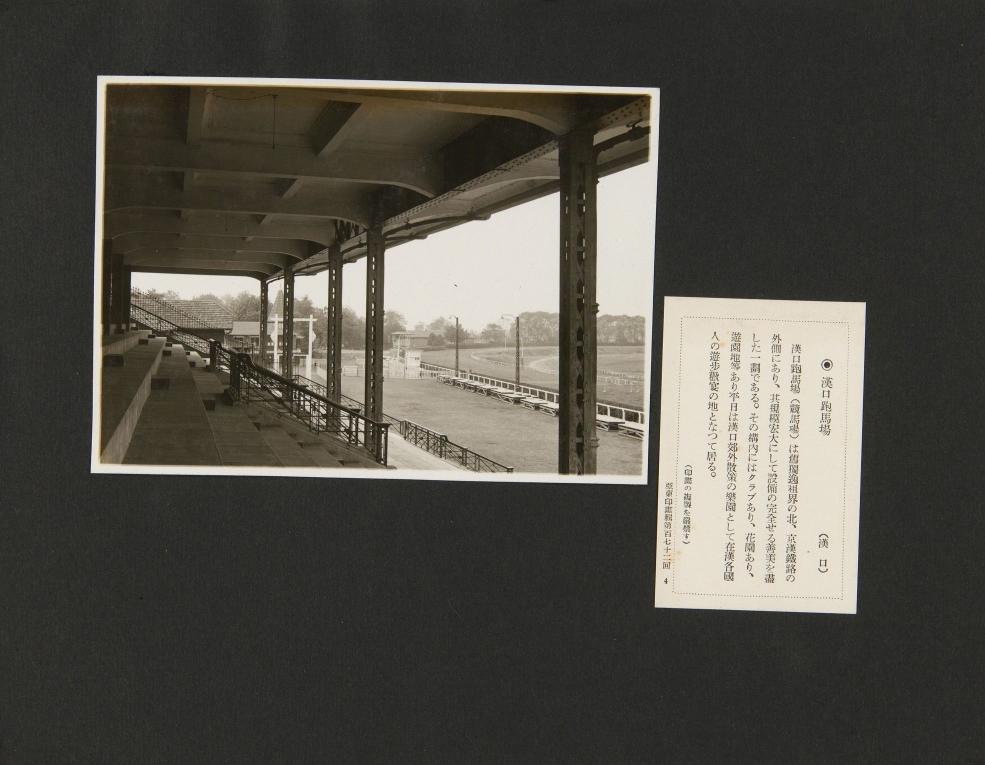 ◉ 漢口跑馬場 (漢口)
漢口跑馬場(競馬場)は舊獨逸租界の北、京漢鐵路の
外側にあり、其規模宏大にして設備の完全せる善美を盡
した一劃である。その構內にはクラブあり、花園あり、
遊園地等あり平日は漢口郊外散策の樂園として在漢各國
人の遊步歡宴の地となつて居る。
(印畫の複製を嚴禁す)
亞東印畫輯第百七十二回 4